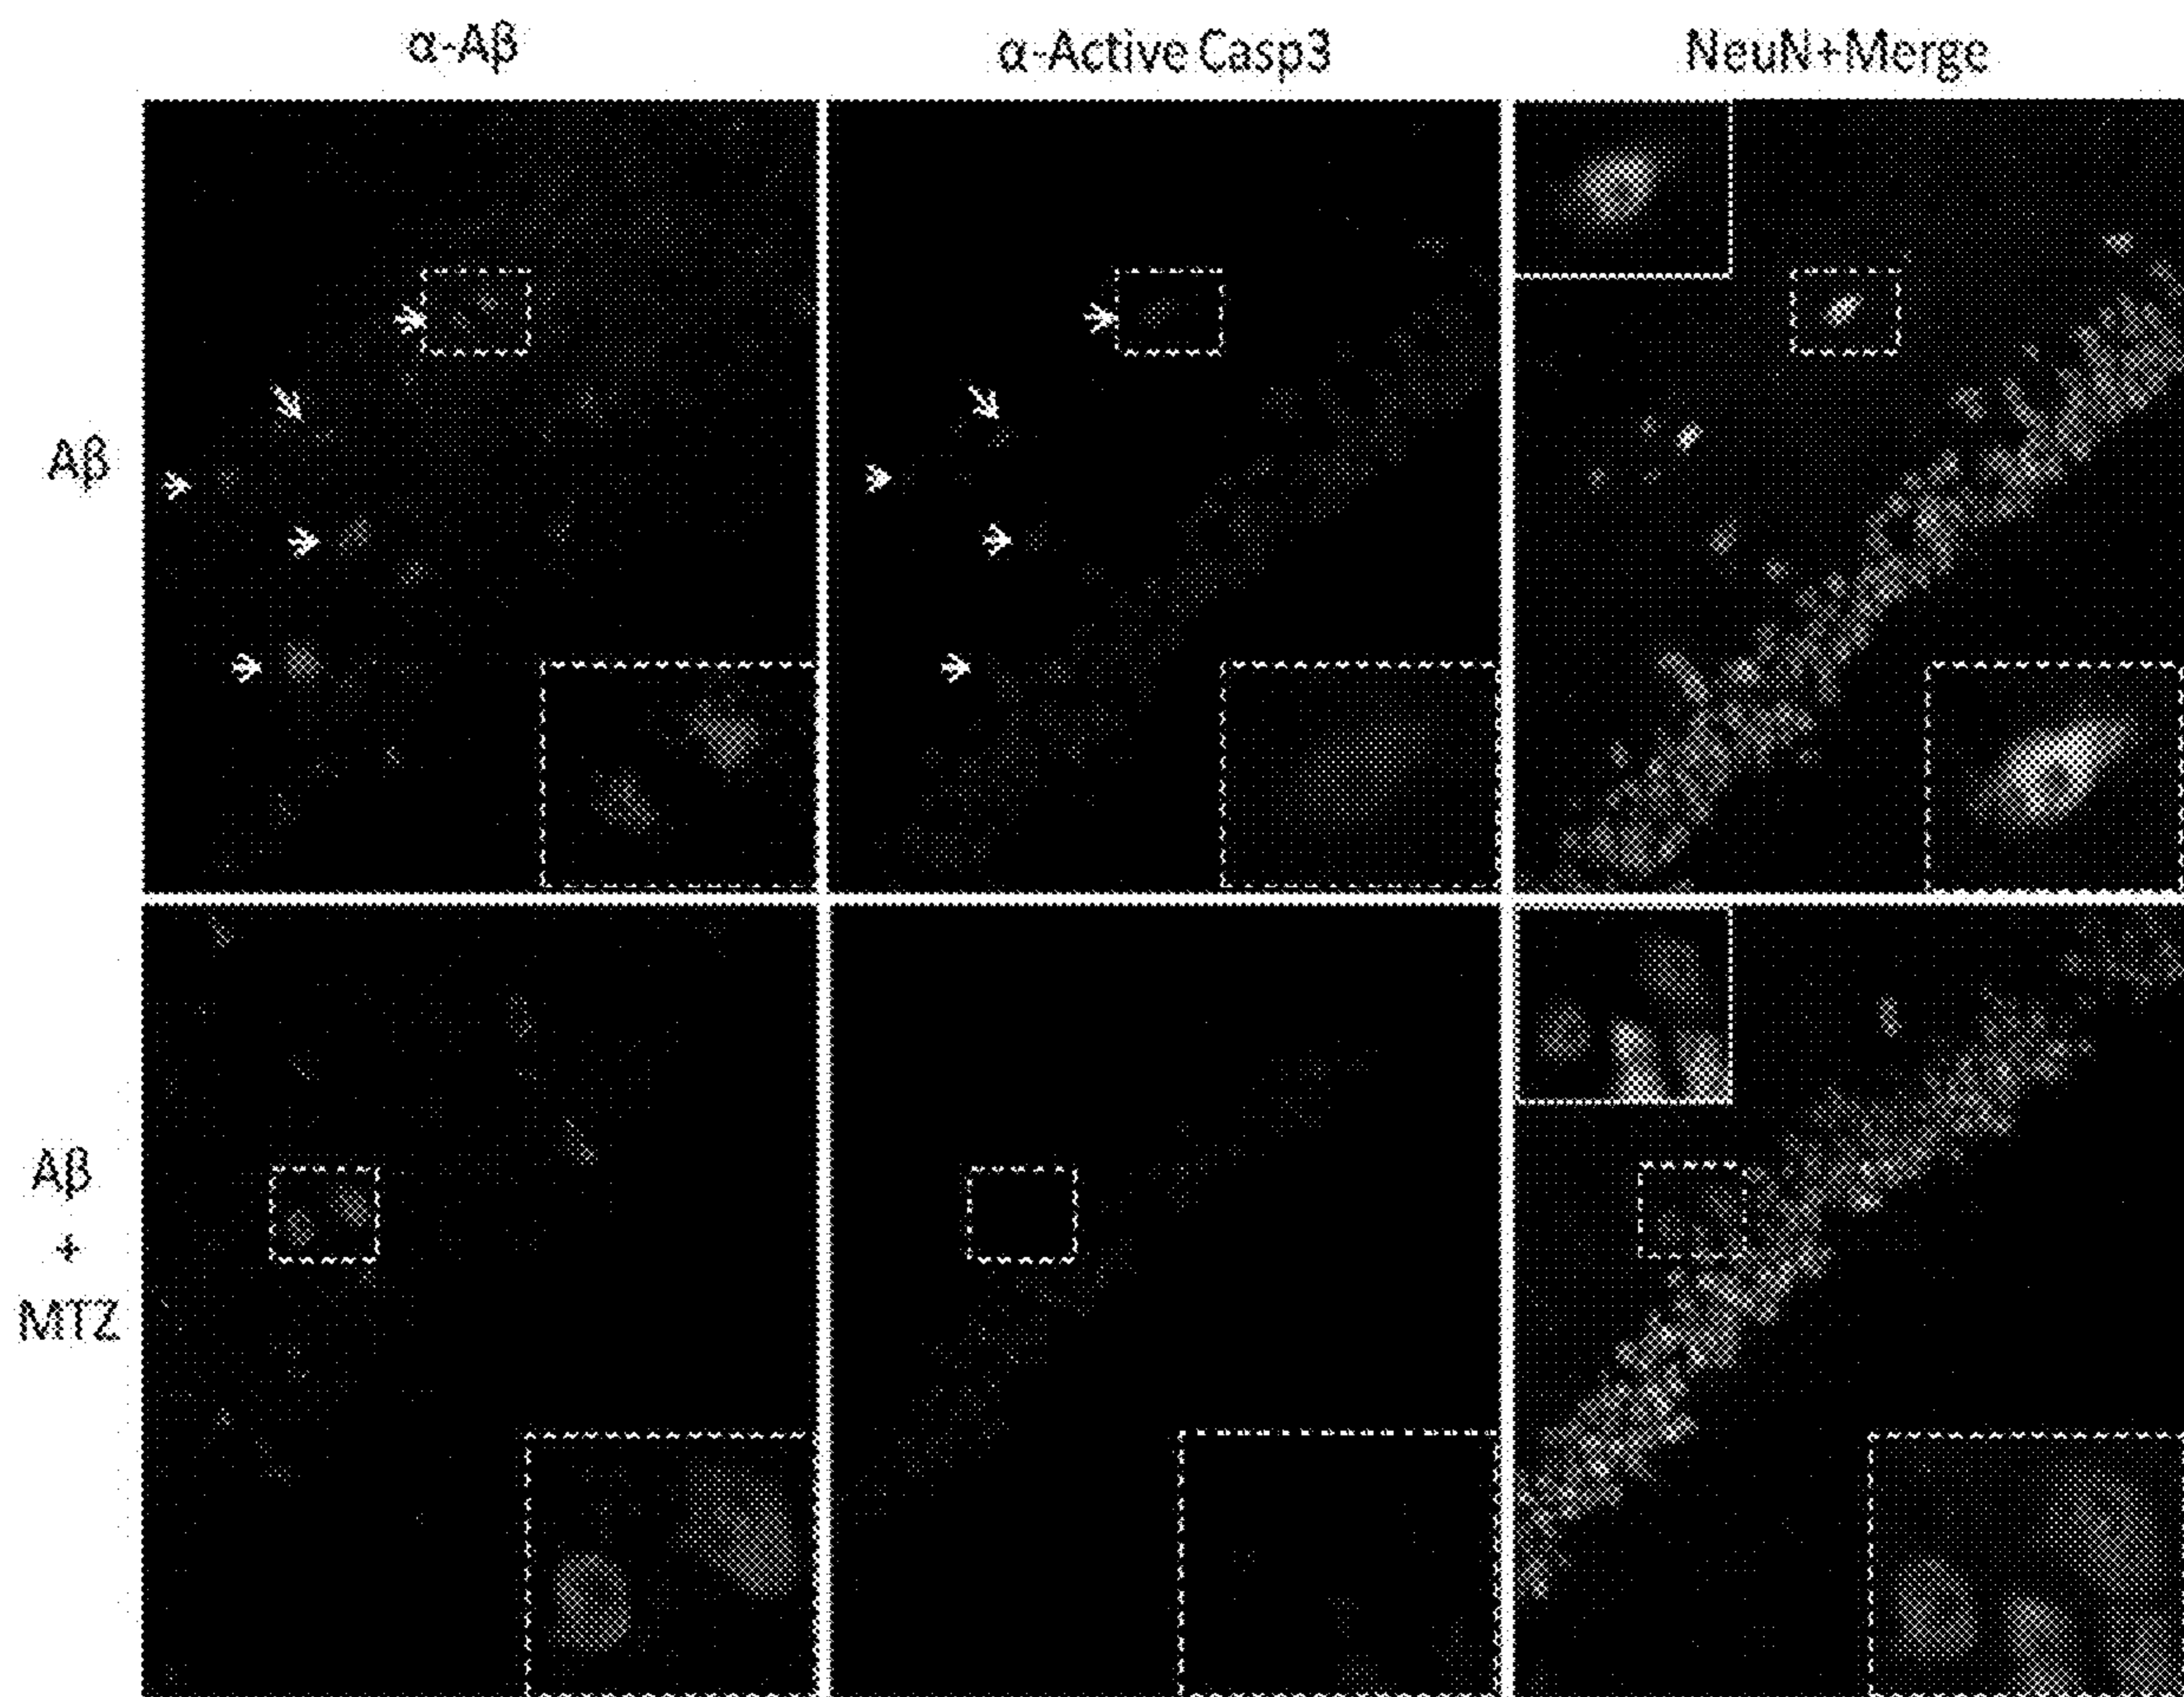 α-Aβ
α-Active Casp3
NeuN+Merge
Aβ
Aβ
+
MTZ